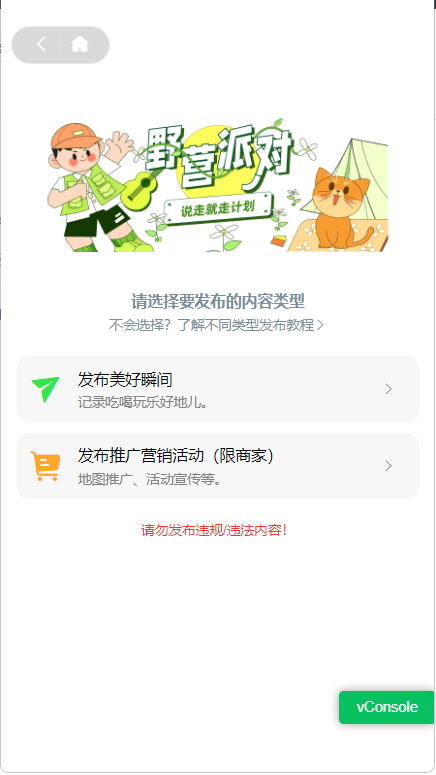 野营派对
说走就走计划
请选择要发布的内容类型
不会选择？了解不同类型发布教程
发布美好瞬间
记录吃喝玩乐好地儿。
发布推广营销活动（限商家）
地图推广、活动宣传等。
请勿发布违规/违法内容！
vConsole